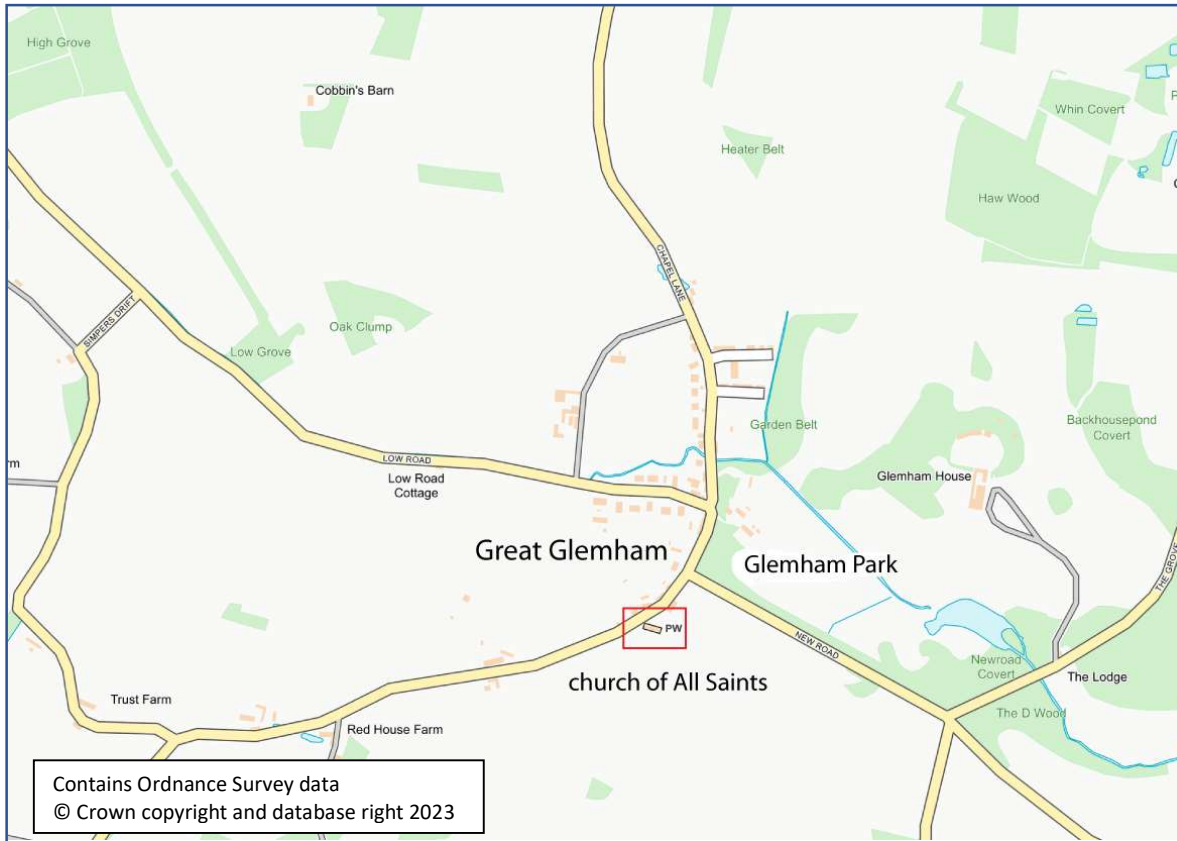 High Grove
Cobbin's Barn
Whin Covert
Heater Belt
Haw Wood
CHAPEL LANE
SIMPERS DRIFT
Oak Clump
Low Grove
Garden Belt
Backhousepond
Covert
LOW ROAD
Low Road
Cottage
Glemham House
Great Glemham
Glemham Park
THE GROVE
PW
NEW ROAD
church of All Saints
Newroad
Covert
The Lodge
Trust Farm
The D Wood
Red House Farm
Contains Ordnance Survey data
© Crown copyright and database right 2023